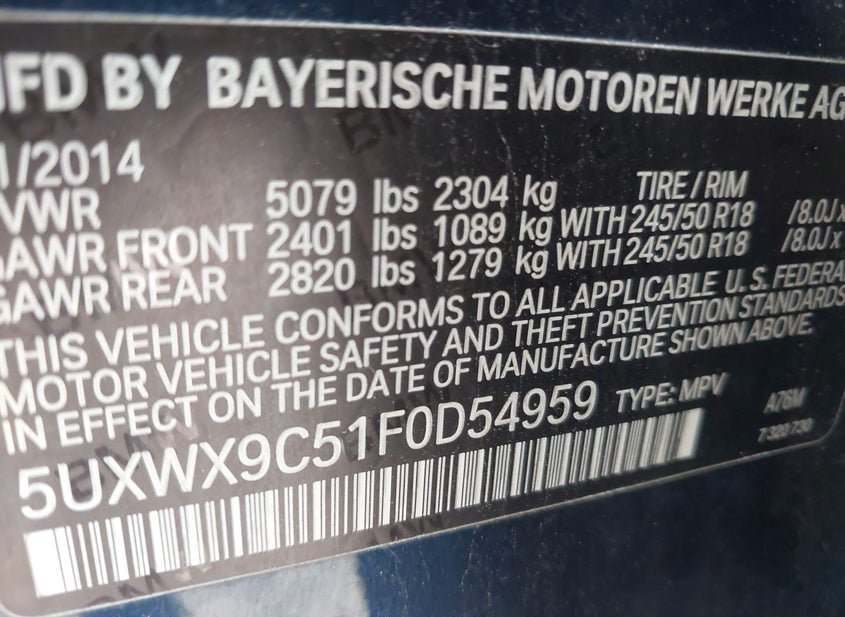 MFD BY BAYERISCHE MOTOREN WERKE AG
1/2014
VWR 5079 lbs 2304 kg TIRE / RIM
GAWR FRONT 2401 lbs 1089 kg WITH 245/50 R18 /8.0J x
GAWR REAR 2820 lbs 1279 kg WITH 245/50 R18 /8.0J x
THIS VEHICLE CONFORMS TO ALL APPLICABLE U.S. FEDERAL
MOTOR VEHICLE SAFETY AND THEFT PREVENTION STANDARDS
IN EFFECT ON THE DATE OF MANUFACTURE SHOWN ABOVE.
5UXWX9C51F0D54959 TYPE: MPV A76M
7 320 730